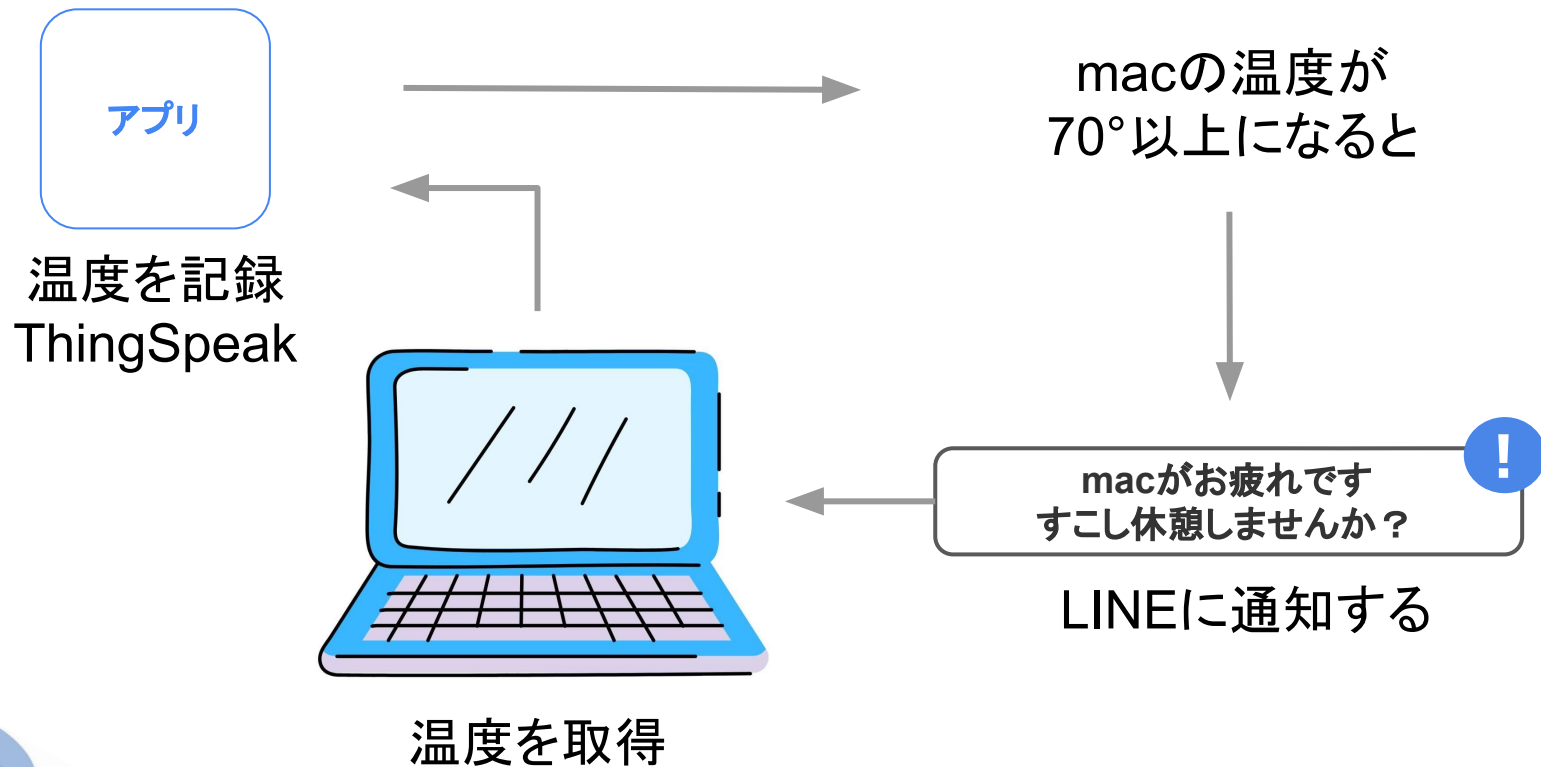 アプリ
温度を記録
ThingSpeak
macの温度が
70°以上になると
!
macがお疲れです
すこし休憩しませんか？
LINEに通知する
温度を取得